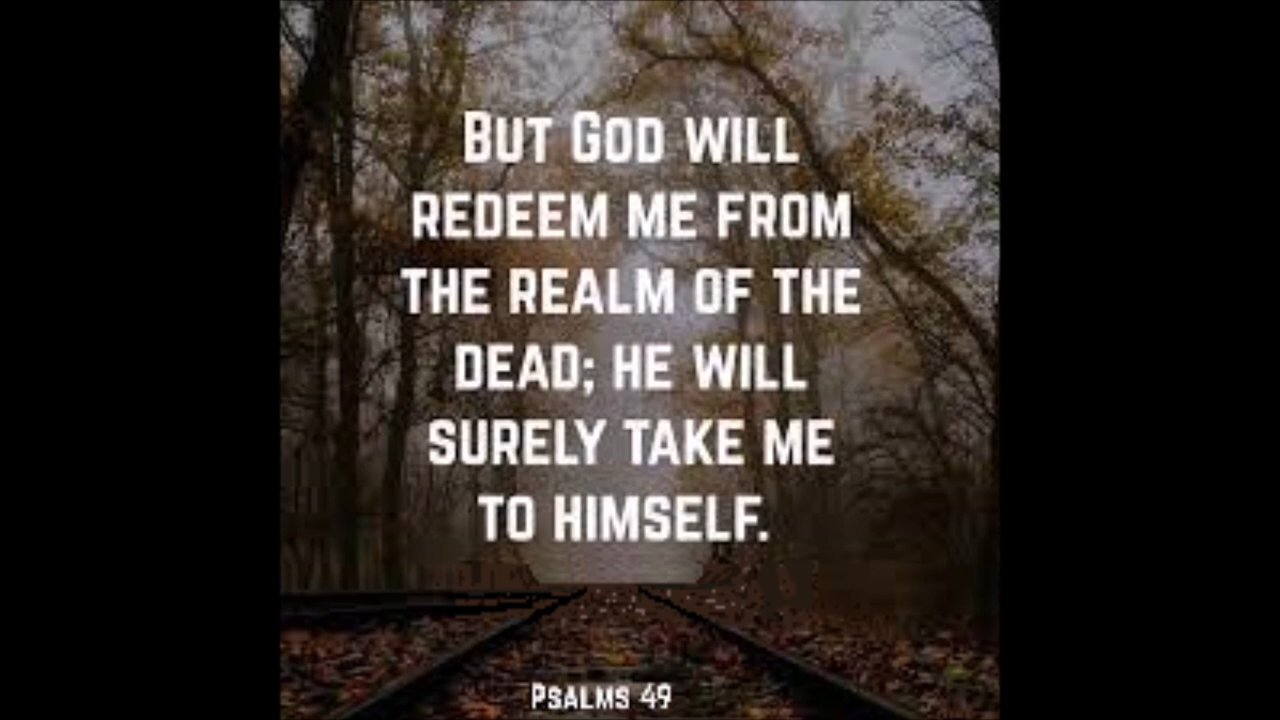 But God will
redeem me from
the realm of the
dead; he will
surely take me
to himself.
Psalms 49